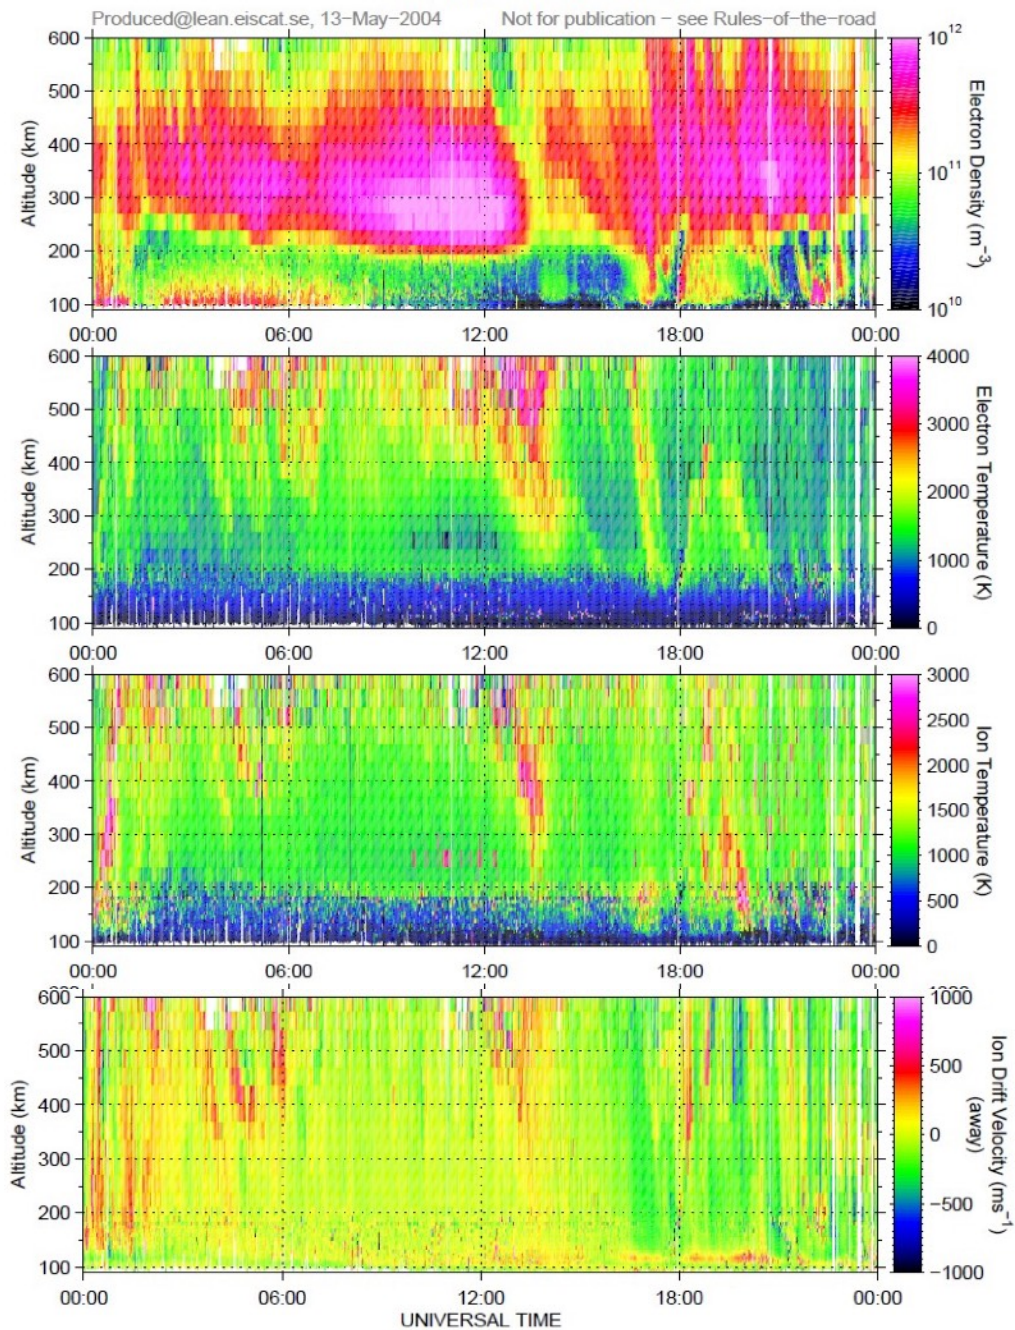 Produced@lean.eiscat.se, 13-May-2004 Not for publication - see Rules-of-the-road
600
500
400
300
200
100
Altitude (km)
00:00 06:00 12:00 18:00 00:00
10^12
10^11
10^10
Electron Density (m^-3)
600
500
400
300
200
100
Altitude (km)
00:00 06:00 12:00 18:00 00:00
4000
3000
2000
1000
0
Electron Temperature (K)
600
500
400
300
200
100
Altitude (km)
00:00 06:00 12:00 18:00 00:00
3000
2500
2000
1500
1000
500
0
Ion Temperature (K)
600
500
400
300
200
100
Altitude (km)
00:00 06:00 12:00 18:00 00:00
UNIVERSAL TIME
1000
500
0
-500
-1000
Ion Drift Velocity (ms^-1)
(away)